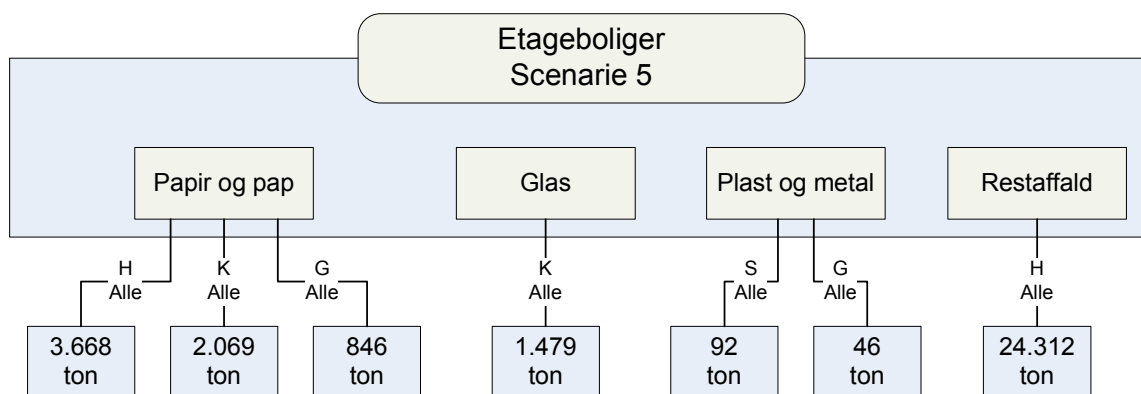 Etageboliger
Scenarie 5
Papir og pap
Glas
Plast og metal
Restaffald
H
Alle
K
Alle
G
Alle
K
Alle
S
Alle
G
Alle
H
Alle
3.668
ton
2.069
ton
846
ton
1.479
ton
92
ton
46
ton
24.312
ton